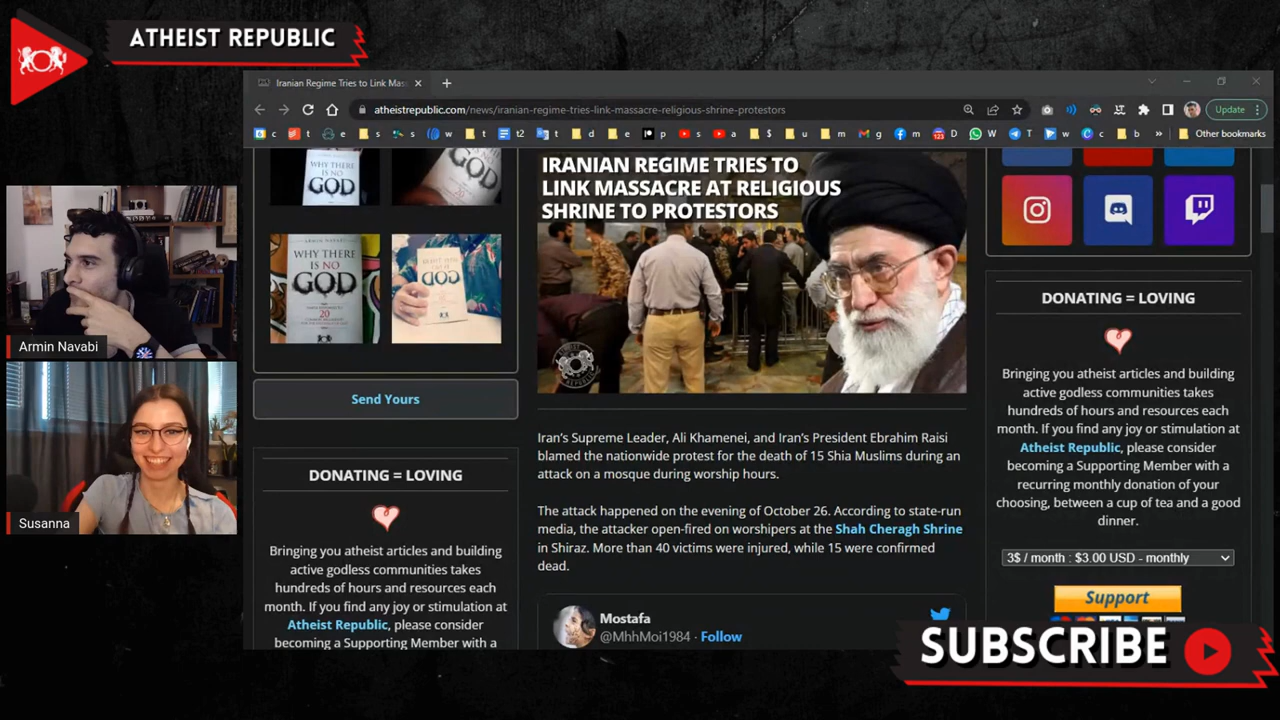 ATHEIST REPUBLIC
Iranian Regime Tries to Link Mas
atheistrepublic.com/news/iranian-regime-tries-link-massacre-religious-shrine-protestors
Update
c t e s s w t t2 t d e p s a $ u m g m D W T w c b » Other bookmarks
WHY THERE
IS NO
GOD
WHY THERE
IS NO
GOD
ARMIN NAVABI
WHY THERE
IS NO
GOD
20
Send Yours
DONATING = LOVING
Bringing you atheist articles and building
active godless communities takes
hundreds of hours and resources each
month. If you find any joy or stimulation at
Atheist Republic, please consider
becoming a Supporting Member with a
IRANIAN REGIME TRIES TO
LINK MASSACRE AT RELIGIOUS
SHRINE TO PROTESTORS
Iran’s Supreme Leader, Ali Khamenei, and Iran’s President Ebrahim Raisi
blamed the nationwide protest for the death of 15 Shia Muslims during an
attack on a mosque during worship hours.
The attack happened on the evening of October 26. According to state-run
media, the attacker open-fired on worshipers at the Shah Cheragh Shrine
in Shiraz. More than 40 victims were injured, while 15 were confirmed
dead.
Mostafa
@MhhMoi1984 · Follow
DONATING = LOVING
Bringing you atheist articles and building
active godless communities takes
hundreds of hours and resources each
month. If you find any joy or stimulation at
Atheist Republic, please consider
becoming a Supporting Member with a
recurring monthly donation of your
choosing, between a cup of tea and a good
dinner.
3$ / month : $3.00 USD - monthly
Support
Armin Navabi
Susanna
SUBSCRIBE